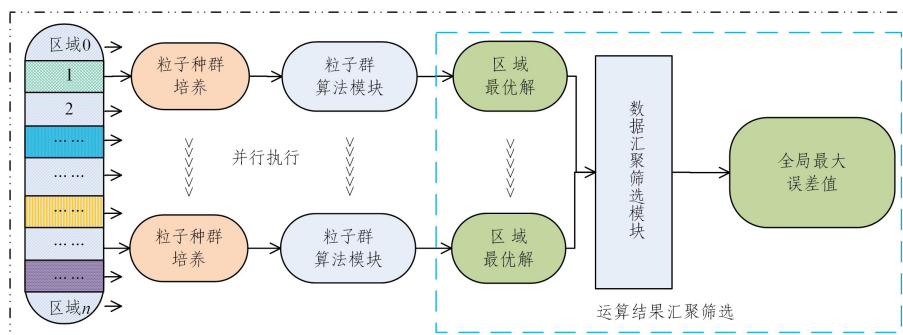 区域0
1
2
……
……
……
……
……
区域n
粒子种群
培养
粒子群
算法模块
区 域
最优解
并行执行
粒子种群
培养
粒子群
算法模块
区 域
最优解
数据汇聚筛选模块
全局最大
误差值
运算结果汇聚筛选